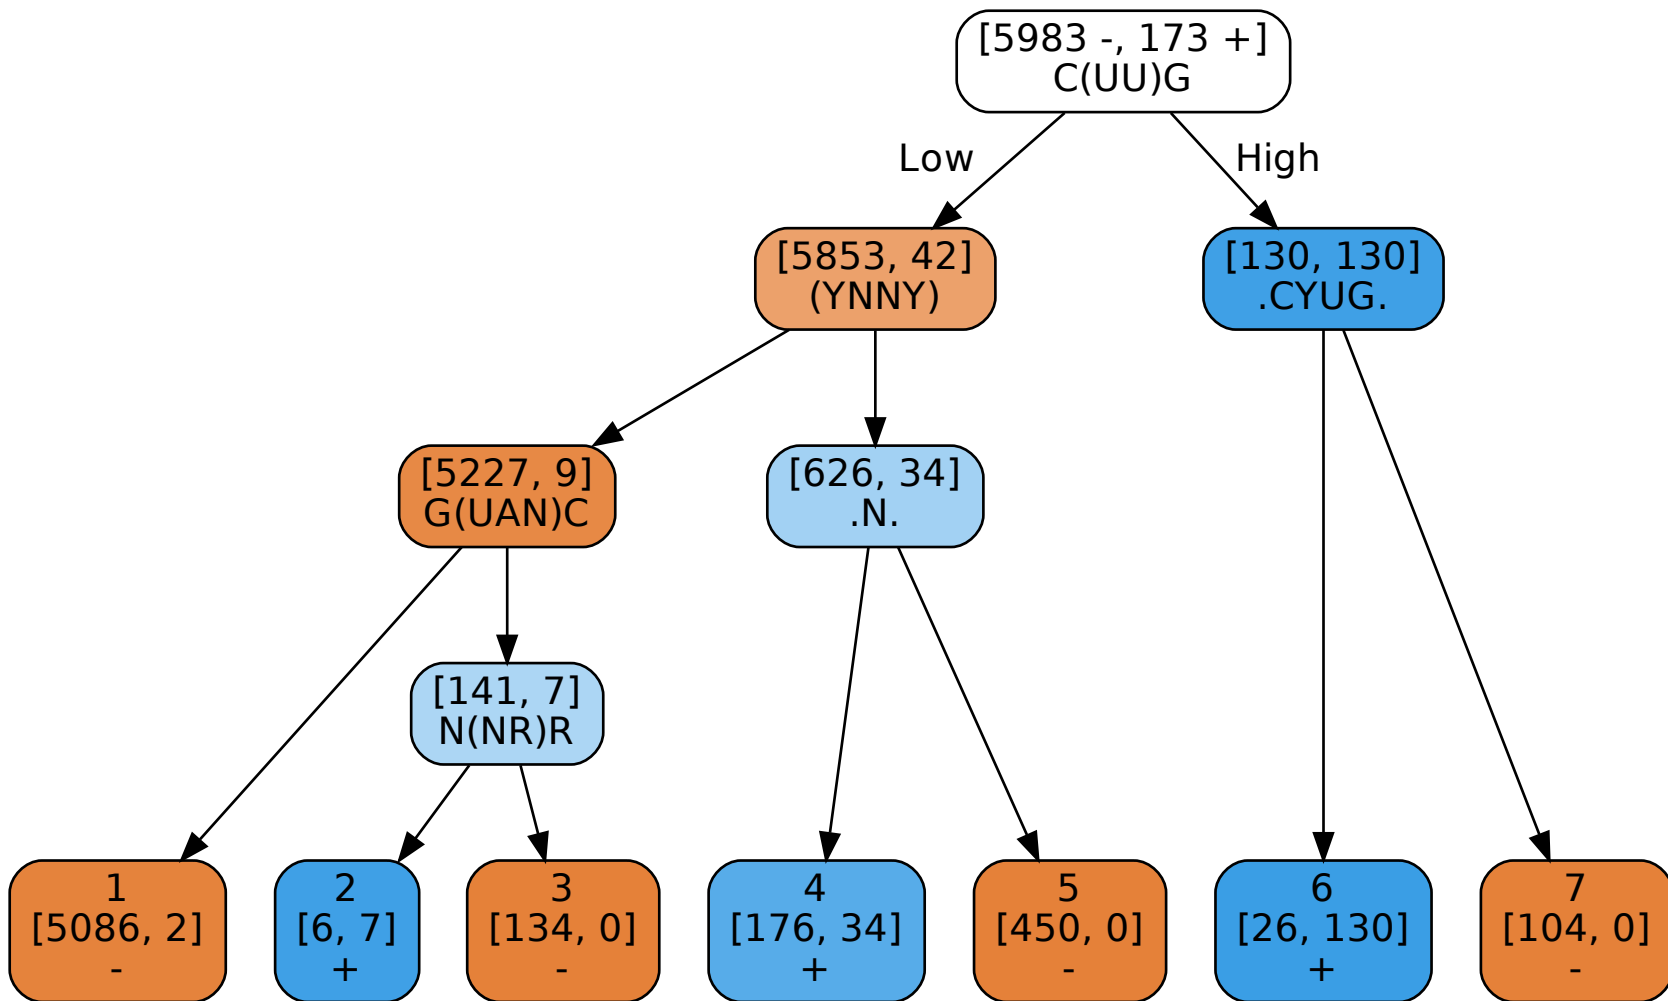 [5983 -, 173 +]
C(UU)G
Low
High
[5853, 42]
(YNNY)
[130, 130]
.CYUG.
[5227, 9]
G(UAN)C
[626, 34]
.N.
[141, 7]
N(NR)R
1
[5086, 2]
-
2
[6, 7]
+
3
[134, 0]
-
4
[176, 34]
+
5
[450, 0]
-
6
[26, 130]
+
7
[104, 0]
-